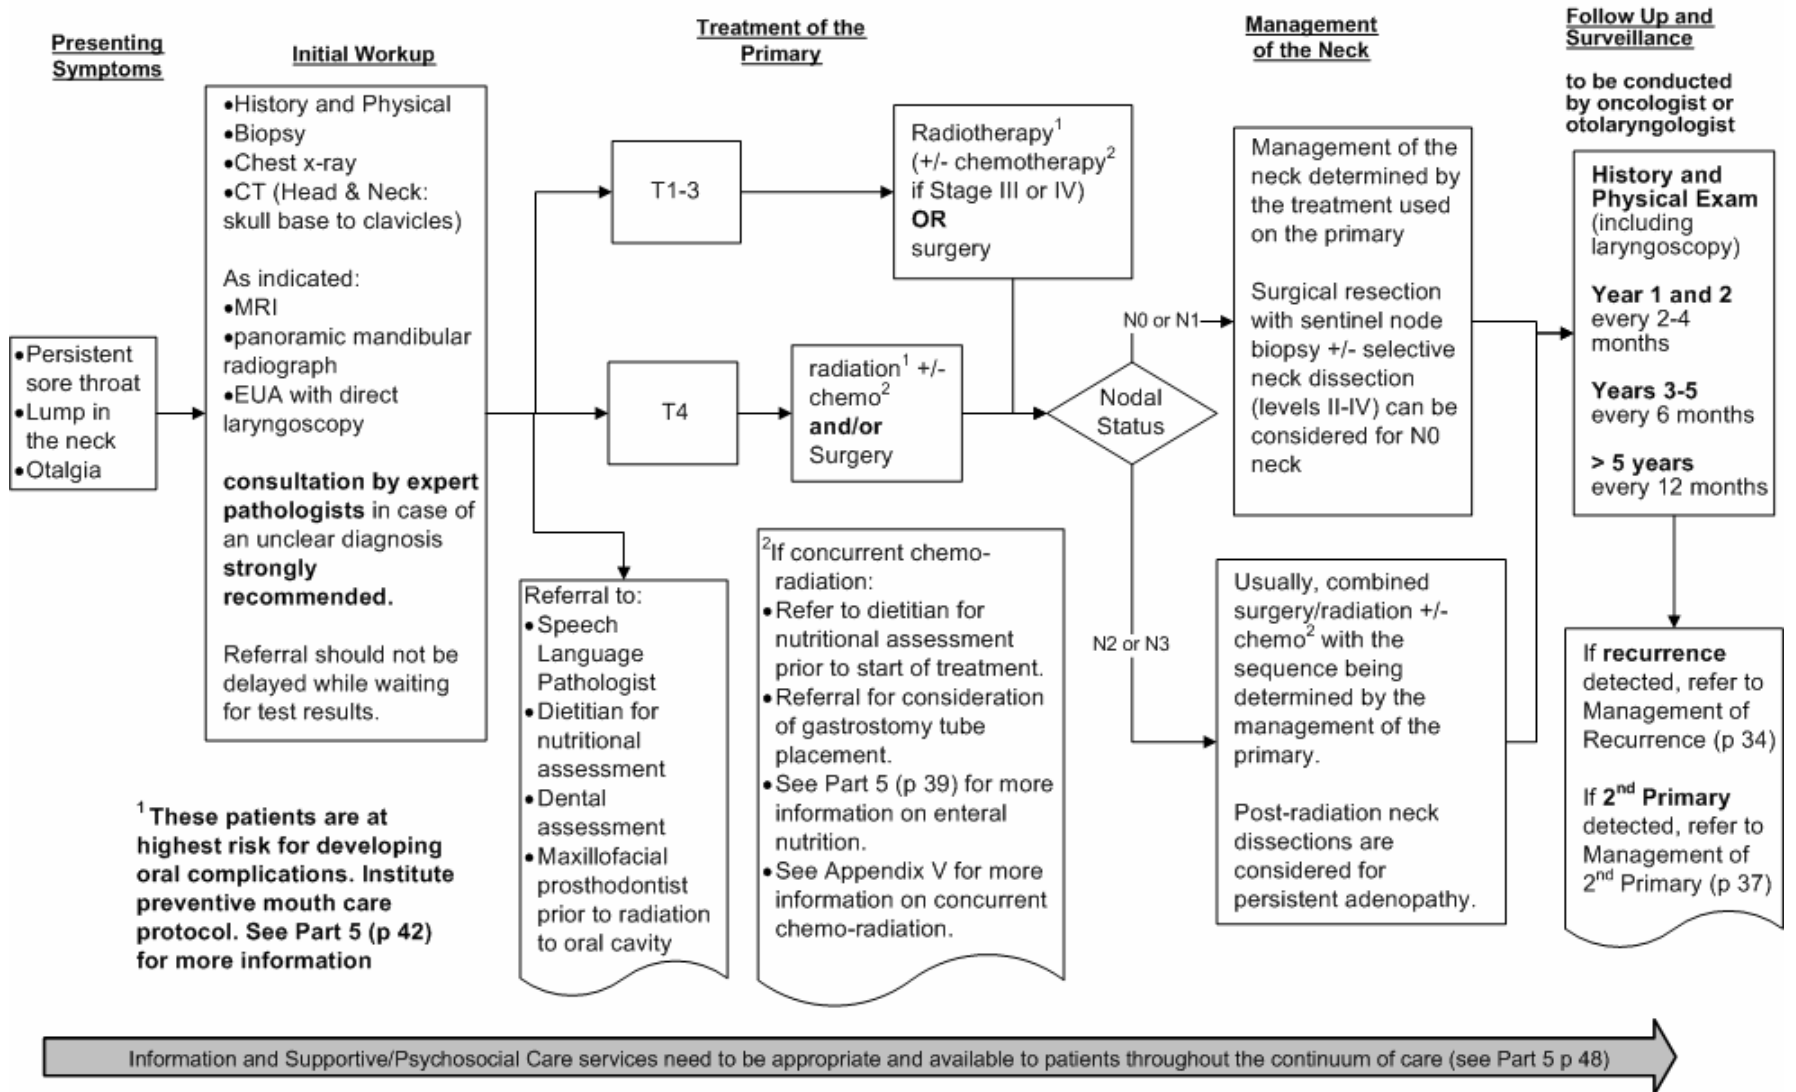 Presenting
Symptoms
Initial Workup
Treatment of the
Primary
Management
of the Neck
Follow Up and
Surveillance
to be conducted
by oncologist or
otolaryngologist
•Persistent
sore throat
•Lump in
the neck
•Otalgia
•History and Physical
•Biopsy
•Chest x-ray
•CT (Head & Neck:
skull base to clavicles)
As indicated:
•MRI
•panoramic mandibular
radiograph
•EUA with direct
laryngoscopy
consultation by expert
pathologists in case of
an unclear diagnosis
strongly
recommended.
Referral should not be
delayed while waiting
for test results.
T1-3
Radiotherapy1
(+/- chemotherapy2
if Stage III or IV)
OR
surgery
T4
radiation1 +/-
chemo2
and/or
Surgery
Referral to:
• Speech
Language
Pathologist
• Dietitian for
nutritional
assessment
• Dental
assessment
• Maxillofacial
prosthodontist
prior to radiation
to oral cavity
2If concurrent chemo-
radiation:
• Refer to dietitian for
nutritional assessment
prior to start of treatment.
• Referral for consideration
of gastrostomy tube
placement.
• See Part 5 (p 39) for more
information on enteral
nutrition.
• See Appendix V for more
information on concurrent
chemo-radiation.
Nodal
Status
N0 or N1
N2 or N3
Management of the
neck determined by
the treatment used
on the primary
Surgical resection
with sentinel node
biopsy +/- selective
neck dissection
(levels II-IV) can be
considered for N0
neck
Usually, combined
surgery/radiation +/-
chemo2 with the
sequence being
determined by the
management of the
primary.
Post-radiation neck
dissections are
considered for
persistent adenopathy.
History and
Physical Exam
(including
laryngoscopy)
Year 1 and 2
every 2-4
months
Years 3-5
every 6 months
> 5 years
every 12 months
If recurrence
detected, refer to
Management of
Recurrence (p 34)
If 2nd Primary
detected, refer to
Management of
2nd Primary (p 37)
1 These patients are at
highest risk for developing
oral complications. Institute
preventive mouth care
protocol. See Part 5 (p 42)
for more information
Information and Supportive/Psychosocial Care services need to be appropriate and available to patients throughout the continuum of care (see Part 5 p 48)